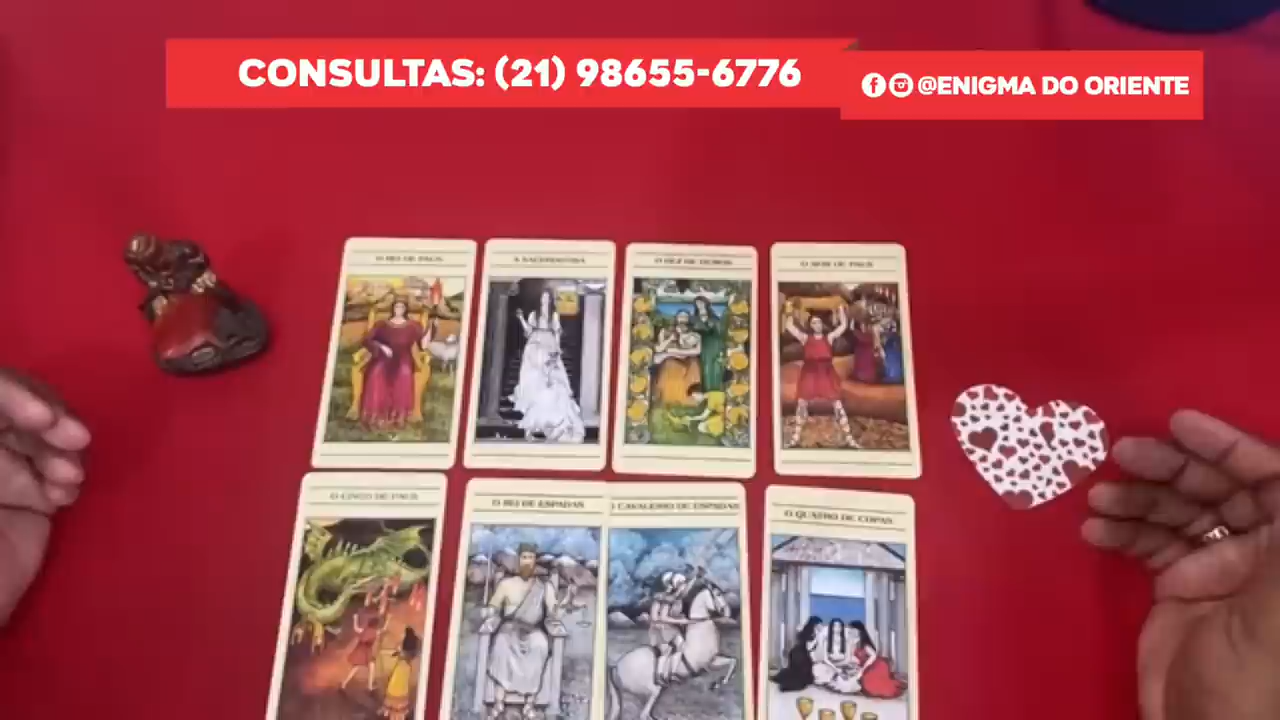 CONSULTAS: (21) 98655-6776
@ENIGMA DO ORIENTE
O REI DE PAUS
A SACERDOTISA
O DEZ DE OUROS
O SEIS DE PAUS
O CINCO DE PAUS
O REI DE ESPADAS
O CAVALEIRO DE ESPADAS
O QUATRO DE COPAS